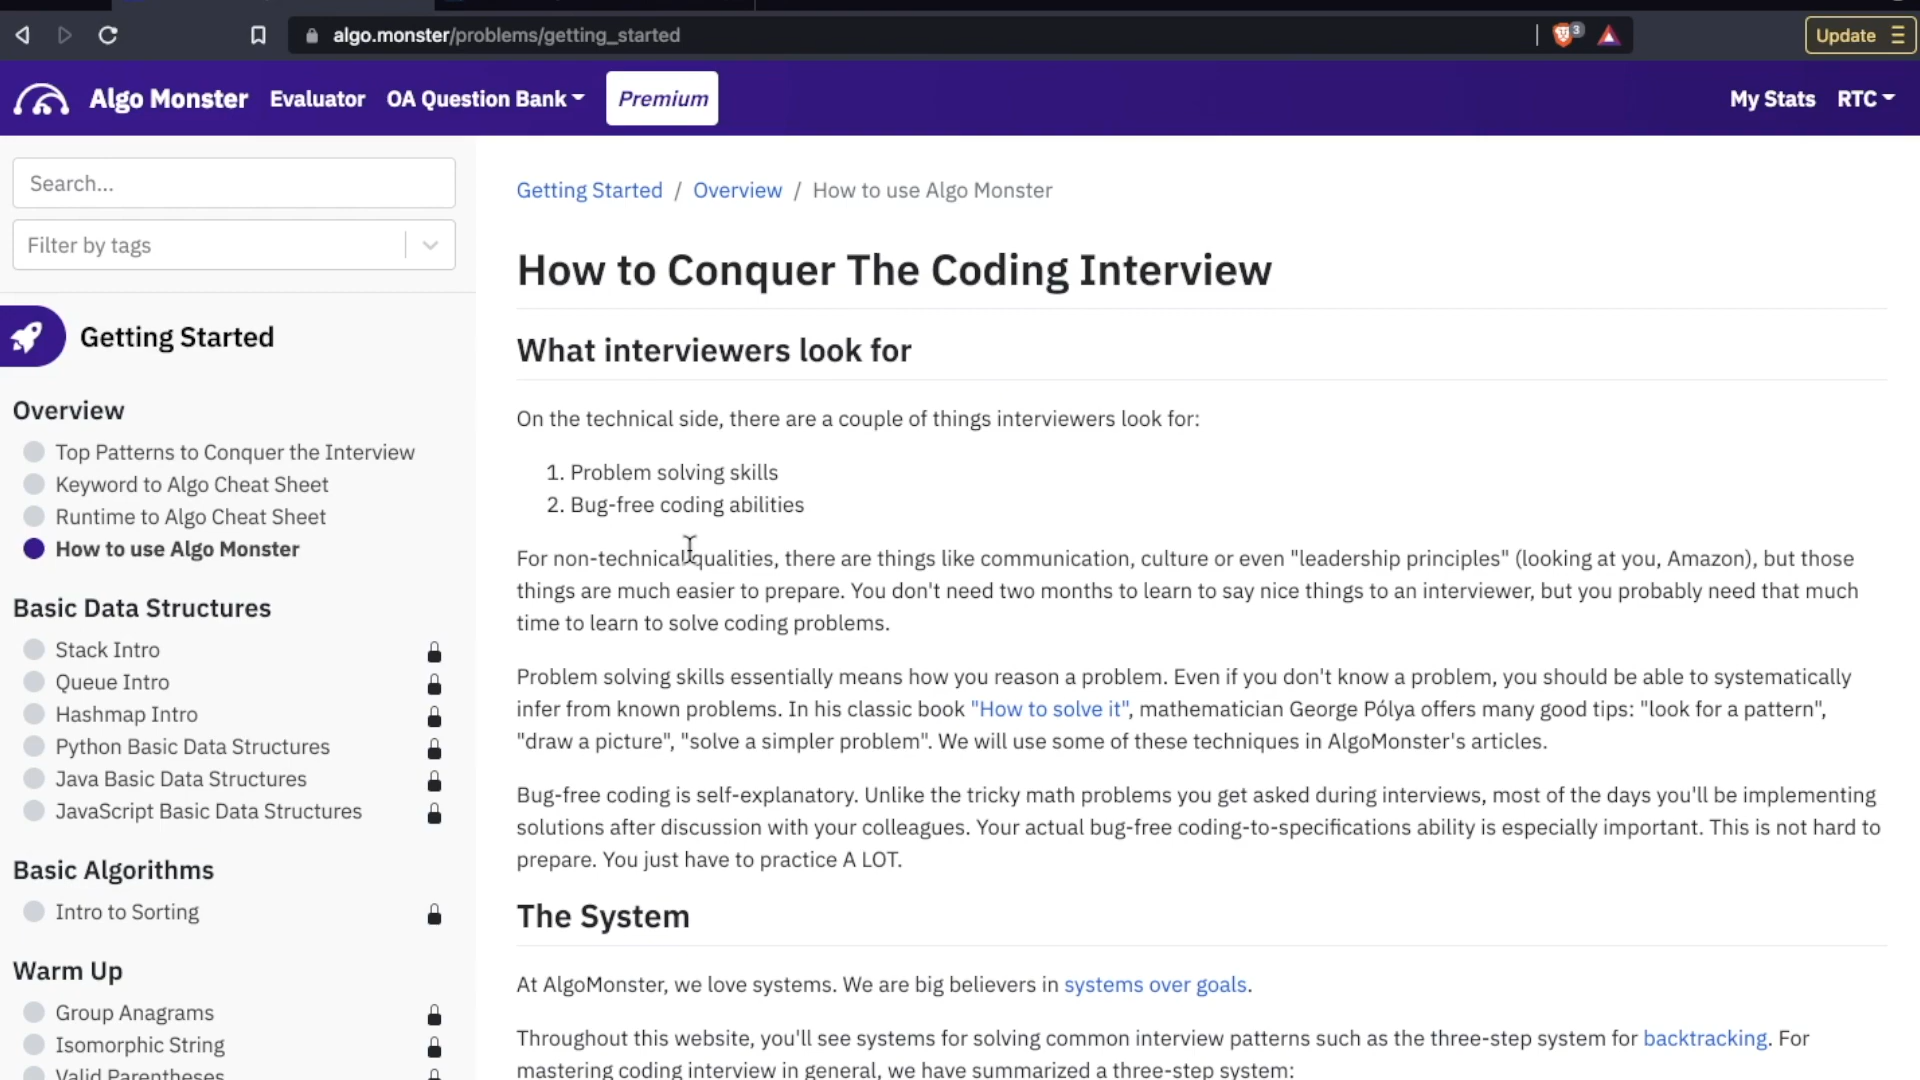 algo.monster/problems/getting_started
3
Update
Algo Monster
Evaluator
OA Question Bank
Premium
My Stats
RTC
Search...
Filter by tags
Getting Started
Overview
Top Patterns to Conquer the Interview
Keyword to Algo Cheat Sheet
Runtime to Algo Cheat Sheet
How to use Algo Monster
Basic Data Structures
Stack Intro
Queue Intro
Hashmap Intro
Python Basic Data Structures
Java Basic Data Structures
JavaScript Basic Data Structures
Basic Algorithms
Intro to Sorting
Warm Up
Group Anagrams
Isomorphic String
Valid Parentheses
Getting Started / Overview / How to use Algo Monster
How to Conquer The Coding Interview
What interviewers look for
On the technical side, there are a couple of things interviewers look for:
1. Problem solving skills
2. Bug-free coding abilities
For non-technical qualities, there are things like communication, culture or even "leadership principles" (looking at you, Amazon), but those
things are much easier to prepare. You don't need two months to learn to say nice things to an interviewer, but you probably need that much
time to learn to solve coding problems.
Problem solving skills essentially means how you reason a problem. Even if you don't know a problem, you should be able to systematically
infer from known problems. In his classic book "How to solve it", mathematician George Pólya offers many good tips: "look for a pattern",
"draw a picture", "solve a simpler problem". We will use some of these techniques in AlgoMonster's articles.
Bug-free coding is self-explanatory. Unlike the tricky math problems you get asked during interviews, most of the days you'll be implementing
solutions after discussion with your colleagues. Your actual bug-free coding-to-specifications ability is especially important. This is not hard to
prepare. You just have to practice A LOT.
The System
At AlgoMonster, we love systems. We are big believers in systems over goals.
Throughout this website, you'll see systems for solving common interview patterns such as the three-step system for backtracking. For
mastering coding interview in general, we have summarized a three-step system: